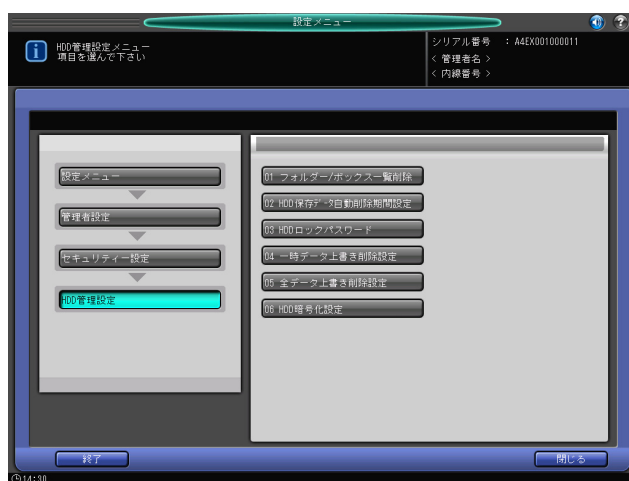 設定メニュー
HDD管理設定メニュー
項目を選んで下さい
シリアル番号 : A4EX001000011
< 管理者名 >
< 内線番号 >
設定メニュー
管理者設定
セキュリティー設定
HDD管理設定
01 フォルダー/ボックス一覧削除
02 HDD保存データ自動削除期間設定
03 HDDロックパスワード
04 一時データ上書き削除設定
05 全データ上書き削除設定
06 HDD暗号化設定
終了
閉じる
14:30